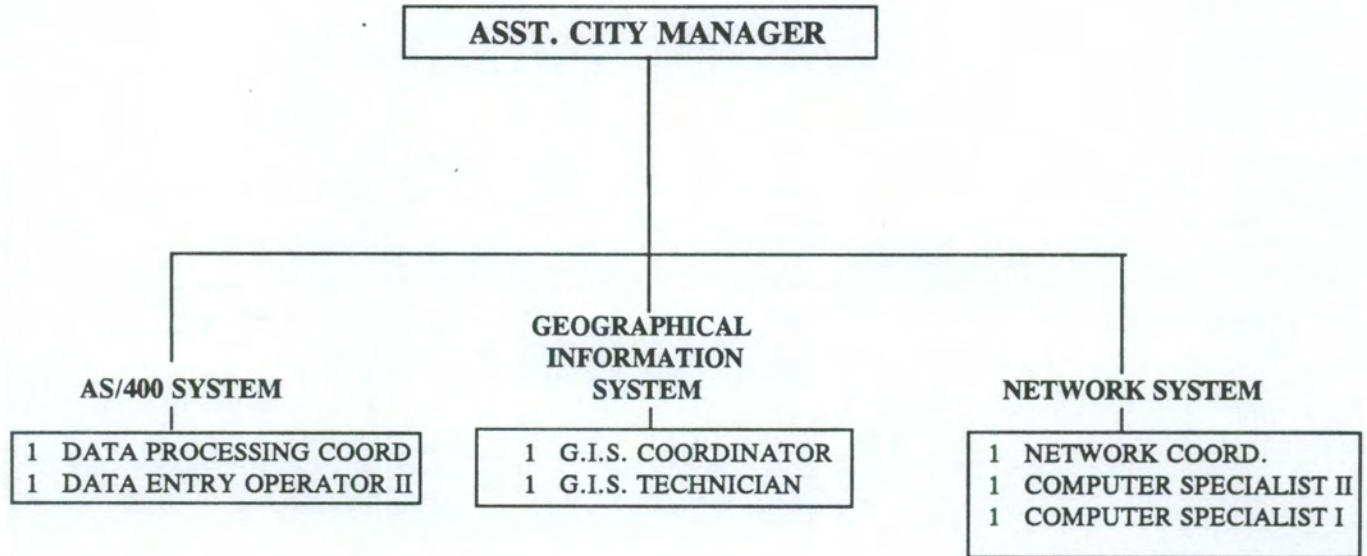 ASST. CITY MANAGER
AS/400 SYSTEM
1 DATA PROCESSING COORD
1 DATA ENTRY OPERATOR II
GEOGRAPHICAL
INFORMATION
SYSTEM
1 G.I.S. COORDINATOR
1 G.I.S. TECHNICIAN
NETWORK SYSTEM
1 NETWORK COORD.
1 COMPUTER SPECIALIST II
1 COMPUTER SPECIALIST I